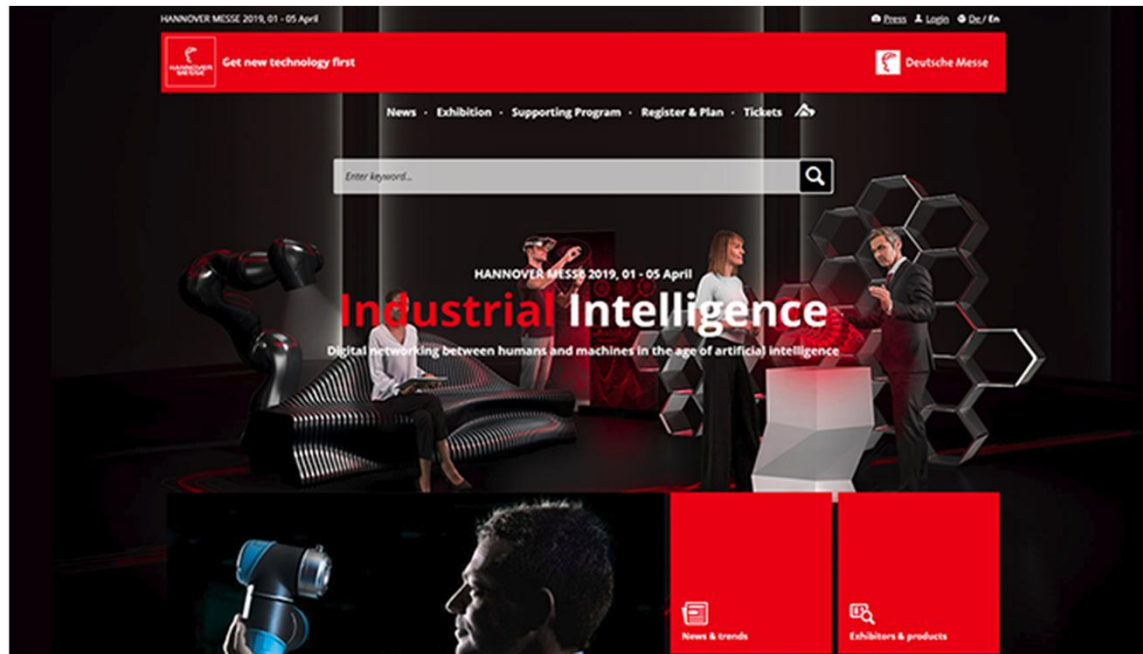 HANNOVER MESSE 2019, 01 - 05 April
Press Login De / En
HANNOVER MESSE
Get new technology first
Deutsche Messe
News · Exhibition · Supporting Program · Register & Plan · Tickets
Enter keyword...
HANNOVER MESSE 2019, 01 - 05 April
Industrial Intelligence
Digital networking between humans and machines in the age of artificial intelligence
News & trends
Exhibitors & products